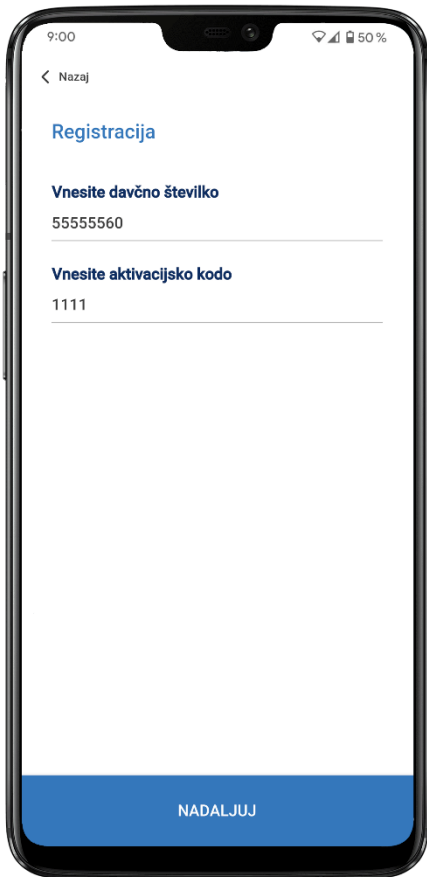 9:00
50 %
Nazaj
Registracija
Vnesite davčno številko
55555560
Vnesite aktivacijsko kodo
1111
NADALJUJ